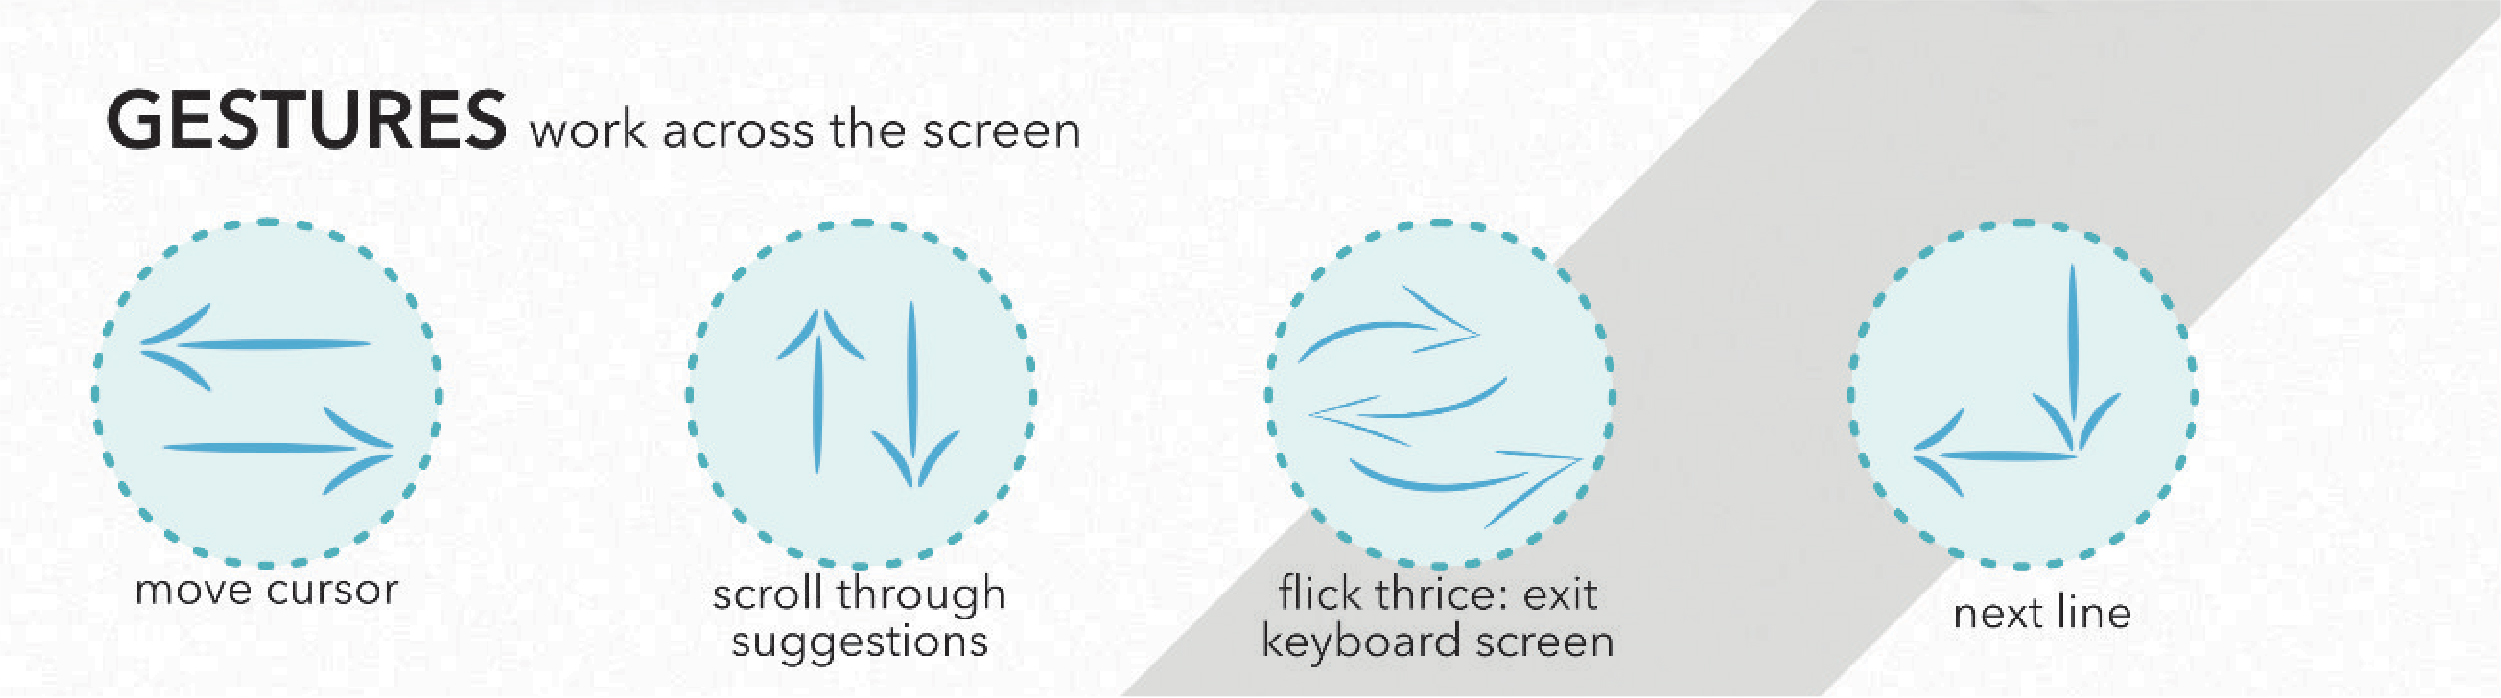 GESTURES work across the screen
move cursor
scroll through
suggestions
flick thrice: exit
keyboard screen
next line